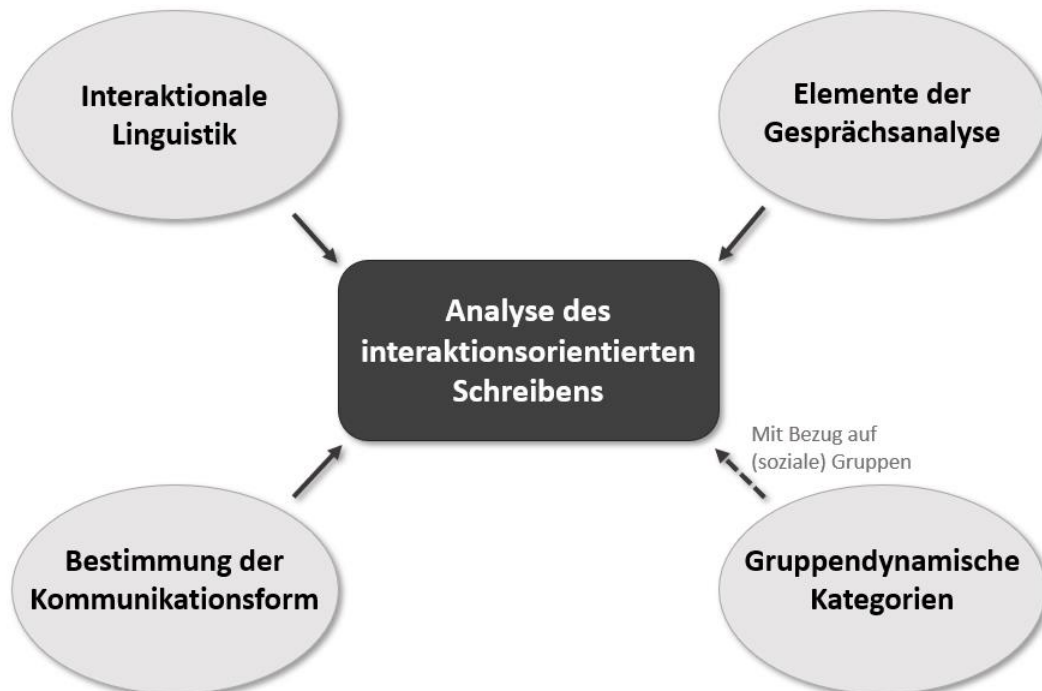 Interaktionale
Linguistik
Elemente der
Gesprächsanalyse
Analyse des
interaktionsorientierten
Schreibens
Mit Bezug auf
(soziale) Gruppen
Bestimmung der
Kommunikationsform
Gruppendynamische
Kategorien